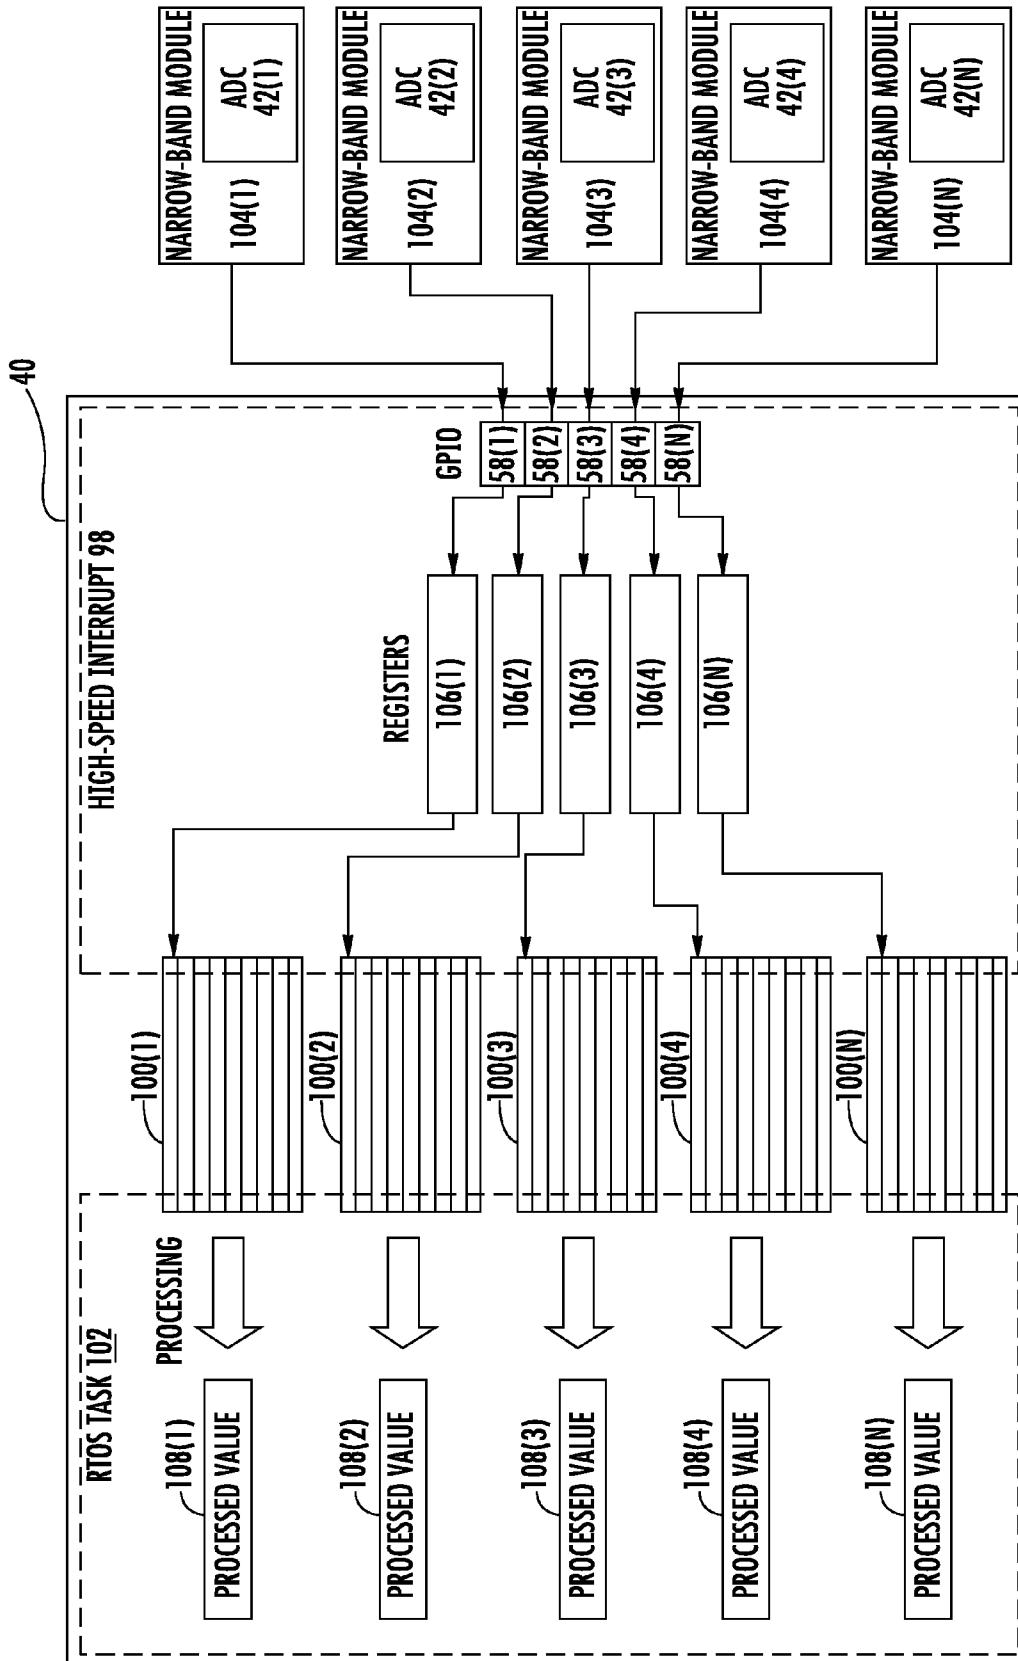 40
RTOS TASK 102
PROCESSING
HIGH-SPEED INTERRUPT 98
REGISTERS
GPIO
108(1)
PROCESSED VALUE
100(1)
106(1)
58(1)
NARROW-BAND MODULE
104(1)
ADC
42(1)
108(2)
PROCESSED VALUE
100(2)
106(2)
58(2)
NARROW-BAND MODULE
104(2)
ADC
42(2)
108(3)
PROCESSED VALUE
100(3)
106(3)
58(3)
NARROW-BAND MODULE
104(3)
ADC
42(3)
108(4)
PROCESSED VALUE
100(4)
106(4)
58(4)
NARROW-BAND MODULE
104(4)
ADC
42(4)
108(N)
PROCESSED VALUE
100(N)
106(N)
58(N)
NARROW-BAND MODULE
104(N)
ADC
42(N)